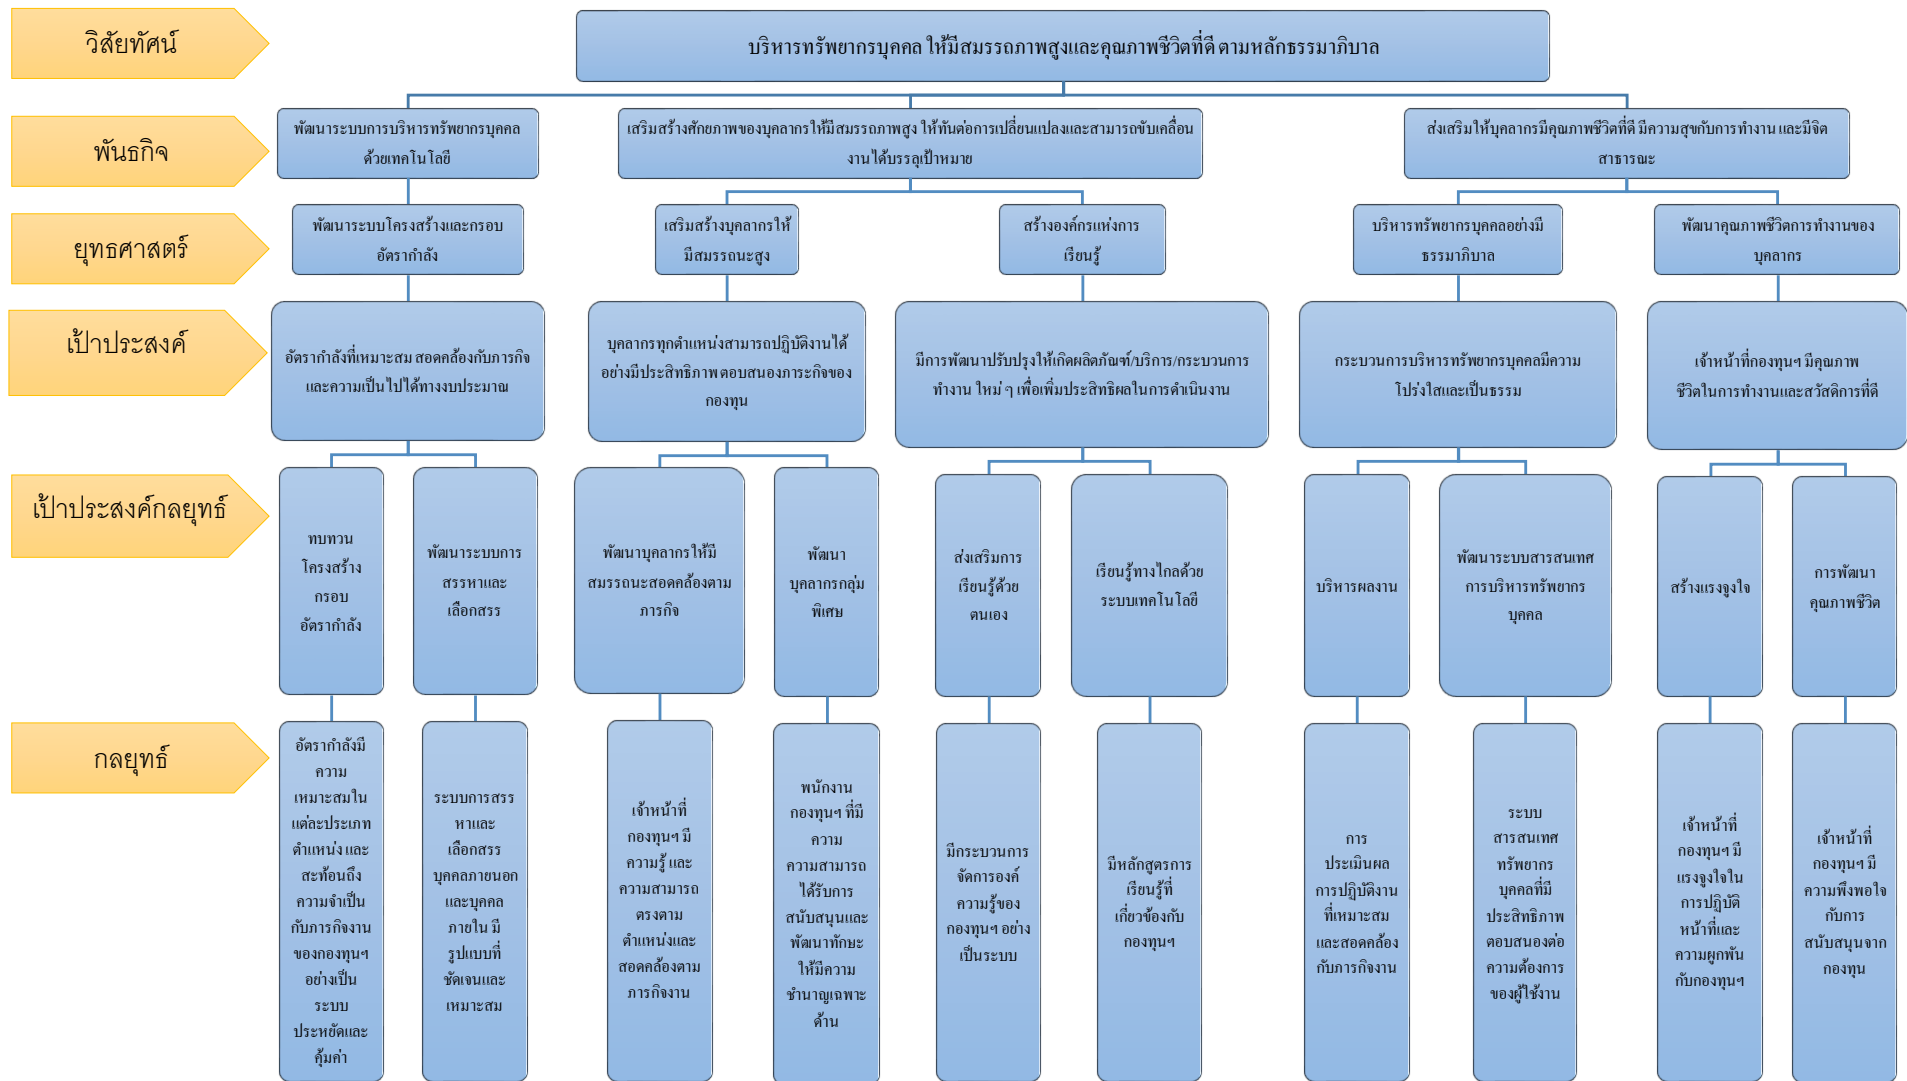 วิสัยทัศน์
บริหารทรัพยากรบุคคล ให้มีสมรรถภาพสูงและคุณภาพชีวิตที่ดี ตามหลักธรรมาภิบาล
พันธกิจ
พัฒนาระบบการบริหารทรัพยากรบุคคล
ด้วยเทคโนโลยี
เสริมสร้างศักยภาพของบุคลากรให้มีสมรรถภาพสูง ให้ทันต่อการเปลี่ยนแปลงและสามารถขับเคลื่อน
งานได้บรรลุเป้าหมาย
ส่งเสริมให้บุคลากรมีคุณภาพชีวิตที่ดี มีความสุขกับการทำงาน และมีจิต
สาธารณะ
ยุทธศาสตร์
พัฒนาระบบโครงสร้างและกรอบ
อัตรากำลัง
เสริมสร้างบุคลากรให้
มีสมรรถนะสูง
สร้างองค์กรแห่งการ
เรียนรู้
บริหารทรัพยากรบุคคลอย่างมี
ธรรมาภิบาล
พัฒนาคุณภาพชีวิตการทำงานของ
บุคลากร
เป้าประสงค์
อัตรากำลังที่เหมาะสม สอดคล้องกับภารกิจ
และความเป็นไปได้ทางงบประมาณ
บุคลากรทุกตำแหน่งสามารถปฏิบัติงานได้
อย่างมีประสิทธิภาพ ตอบสนองภาระกิจของ
กองทุน
มีการพัฒนาปรับปรุงให้เกิดผลิตภัณฑ์/บริการ/กระบวนการ
ทำงาน ใหม่ ๆ เพื่อเพิ่มประสิทธิผลในการดำเนินงาน
กระบวนการบริหารทรัพยากรบุคคลมีความ
โปร่งใสและเป็นธรรม
เจ้าหน้าที่กองทุนฯ มีคุณภาพ
ชีวิตในการทำงานและสวัสดิการที่ดี
เป้าประสงค์กลยุทธ์
ทบทวน
โครงสร้าง
กรอบ
อัตรากำลัง
พัฒนาระบบการ
สรรหาและ
เลือกสรร
พัฒนาบุคลากรให้มี
สมรรถนะสอดคล้องตาม
ภารกิจ
พัฒนา
บุคลากรกลุ่ม
พิเศษ
ส่งเสริมการ
เรียนรู้ด้วย
ตนเอง
เรียนรู้ทางไกลด้วย
ระบบเทคโนโลยี
บริหารผลงาน
พัฒนาระบบสารสนเทศ
การบริหารทรัพยากร
บุคคล
สร้างแรงจูงใจ
การพัฒนา
คุณภาพชีวิต
กลยุทธ์
อัตรากำลังมี
ความ
เหมาะสมใน
แต่ละประเภท
ตำแหน่ง และ
สะท้อนถึง
ความจำเป็น
กับภารกิจงาน
ของกองทุนฯ
อย่างเป็น
ระบบ
ประหยัดและ
คุ้มค่า
ระบบการสรร
หาและ
เลือกสรร
บุคคลภายนอก
และบุคคล
ภายใน มี
รูปแบบที่
ชัดเจนและ
เหมาะสม
เจ้าหน้าที่
กองทุนฯ มี
ความรู้ และ
ความสามารถ
ตรงตาม
ตำแหน่งและ
สอดคล้องตาม
ภารกิจงาน
พนักงาน
กองทุนฯ ที่มี
ความ
ความสามารถ
ได้รับการ
สนับสนุนและ
พัฒนาทักษะ
ให้มีความ
ชำนาญเฉพาะ
ด้าน
มีกระบวนการ
จัดการองค์
ความรู้ของ
กองทุนฯ อย่าง
เป็นระบบ
มีหลักสูตรการ
เรียนรู้ที่
เกี่ยวข้องกับ
กองทุนฯ
การ
ประเมินผล
การปฏิบัติงาน
ที่เหมาะสม
และสอดคล้อง
กับภารกิจงาน
ระบบ
สารสนเทศ
ทรัพยากร
บุคคลที่มี
ประสิทธิภาพ
ตอบสนองต่อ
ความต้องการ
ของผู้ใช้งาน
เจ้าหน้าที่
กองทุนฯ มี
แรงจูงใจใน
การปฏิบัติ
หน้าที่และ
ความผูกพัน
กับกองทุนฯ
เจ้าหน้าที่
กองทุนฯ มี
ความพึงพอใจ
กับการ
สนับสนุนจาก
กองทุน